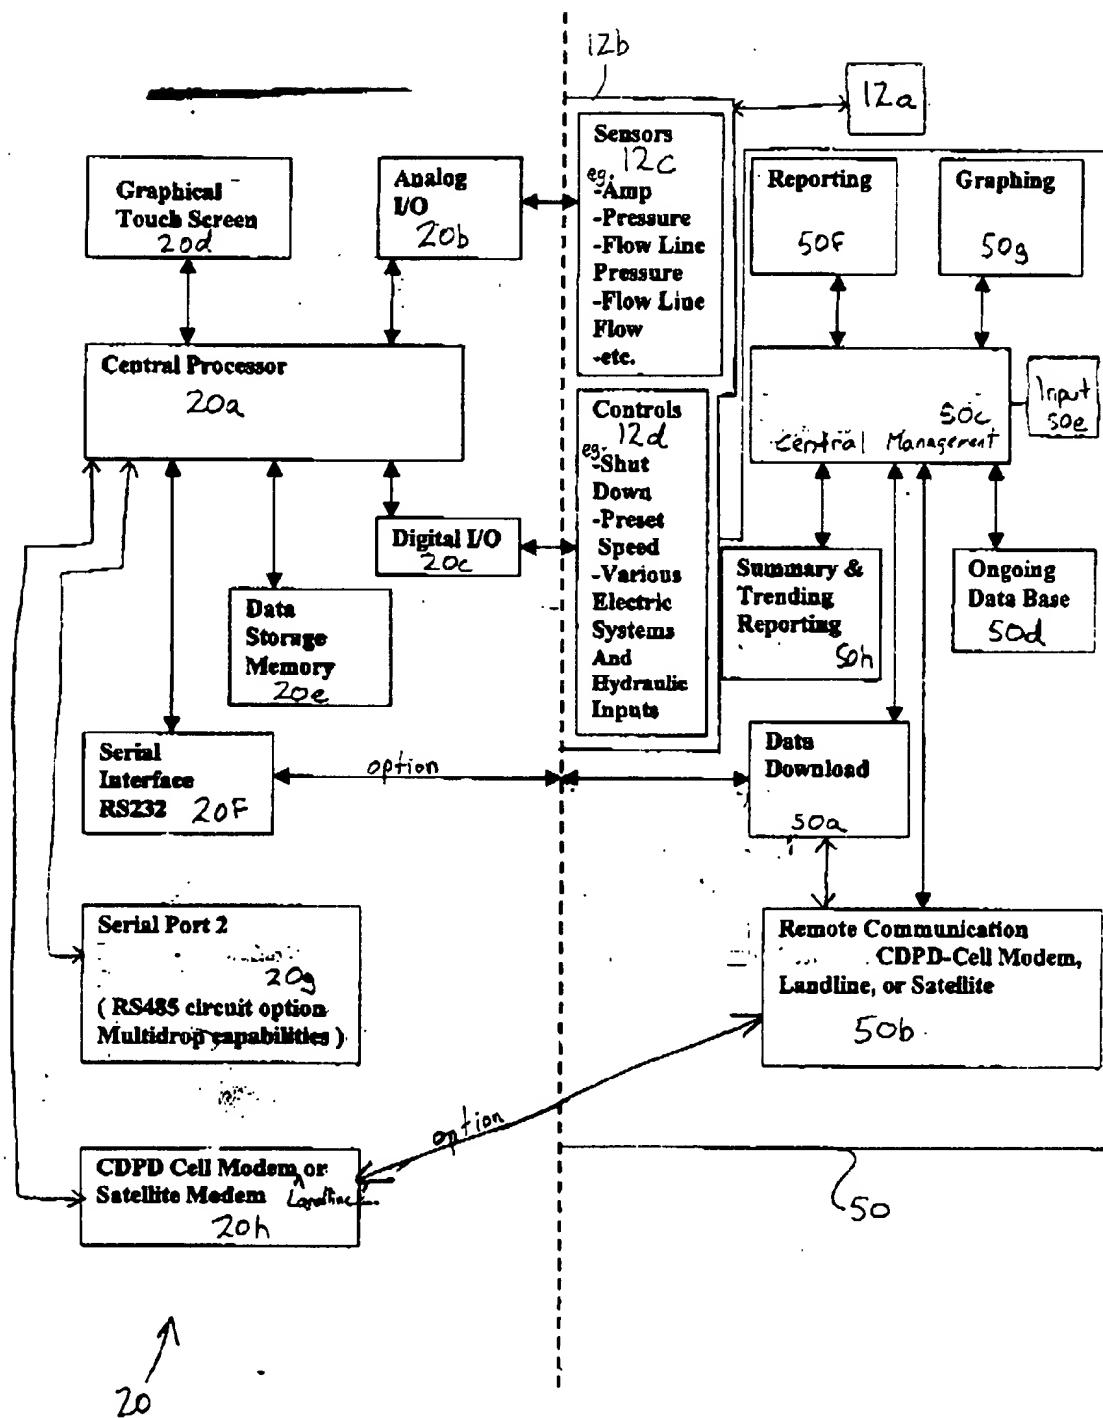 12b
12a
Graphical
Touch Screen
20d
Analog
I/O
20b
Sensors
12c
eg.
-Amp
-Pressure
-Flow Line
Pressure
-Flow Line
Flow
-etc.
Reporting
50f
Graphing
50g
Central Processor
20a
Controls
12d
eg.
-Shut
Down
-Preset
Speed
-Various
Electric
Systems
And
Hydraulic
Inputs
50c
Central Management
Input
50e
Digital I/O
20c
Data
Storage
Memory
20e
Summary &
Trending
Reporting
50h
Ongoing
Data Base
50d
Serial
Interface
RS232 20F
option
Data
Download
50a
Serial Port 2
20g
( RS485 circuit option
Multidrop capabilities )
Remote Communication
CDPD-Cell Modem,
Landline, or Satellite
50b
option
CDPD Cell Modem, or
Satellite Modem Landline
20h
50
20